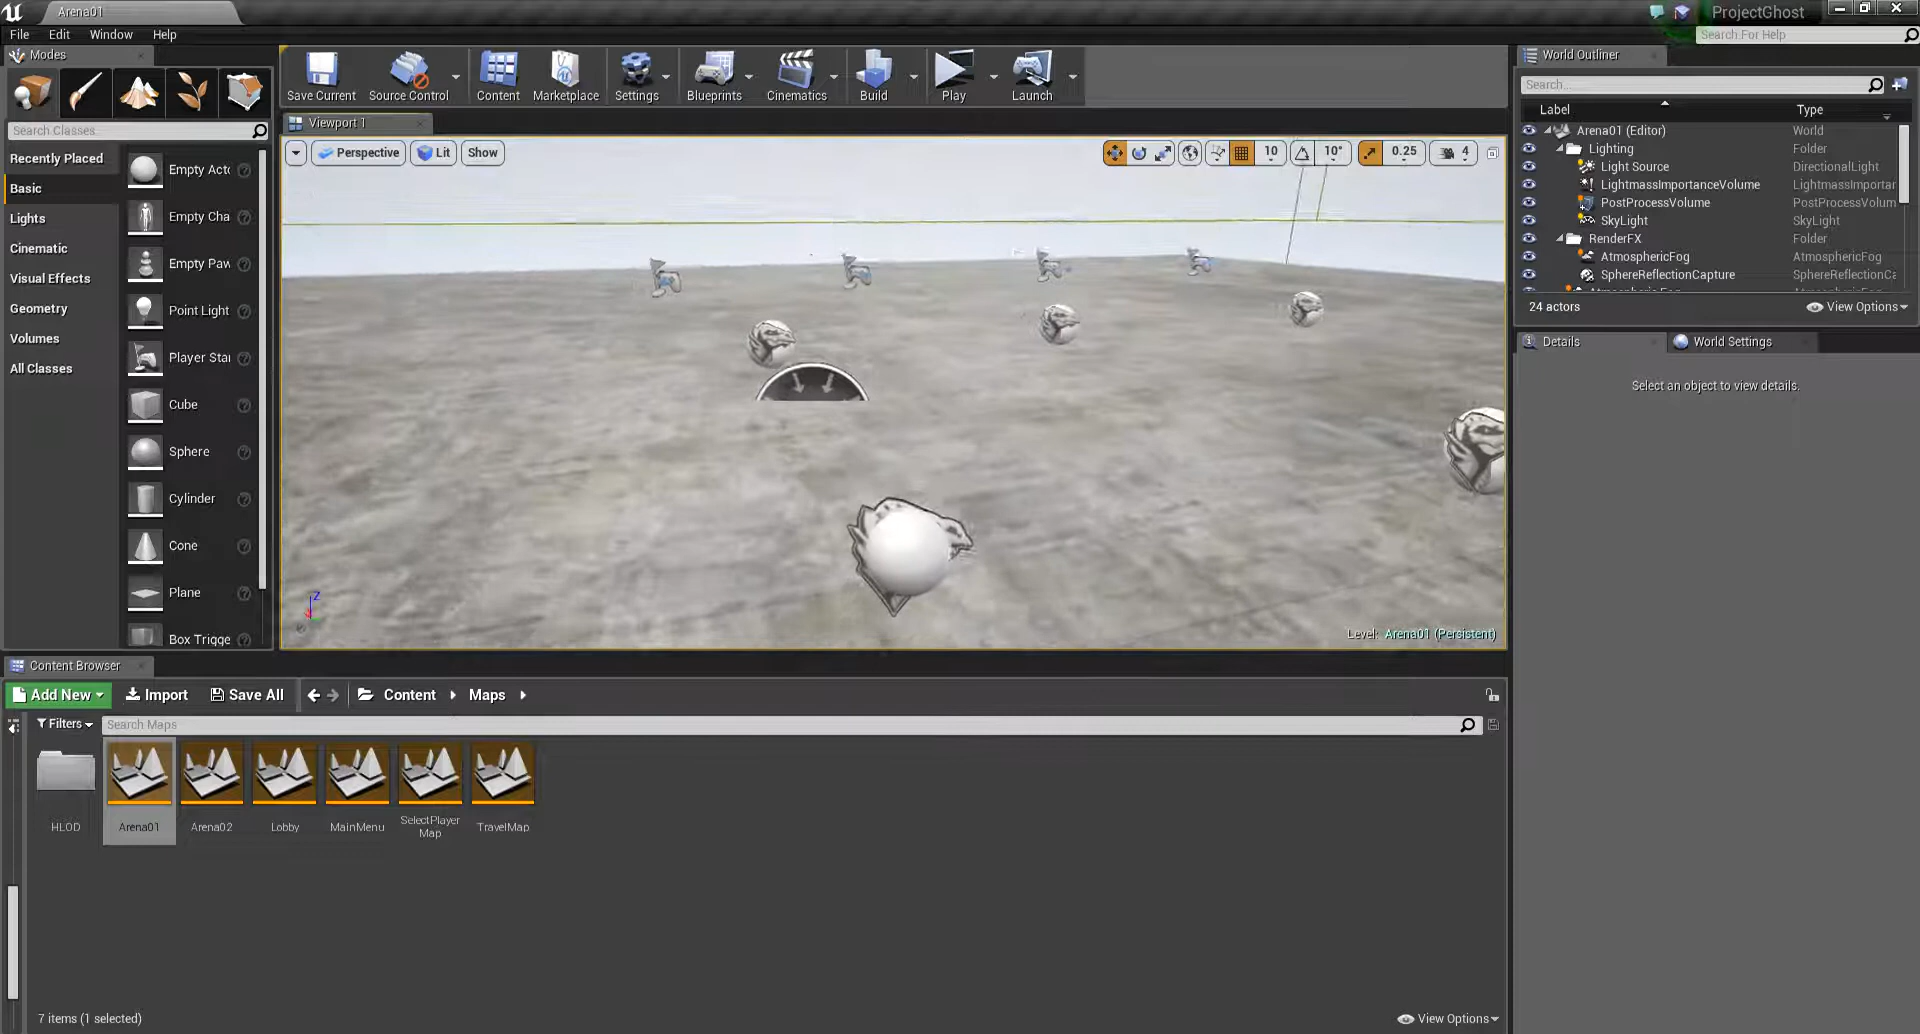 Arena01
ProjectGhost
File Edit Window Help
Search For Help
Modes
Search Classes
Recently Placed
Basic
Lights
Cinematic
Visual Effects
Geometry
Volumes
All Classes
Empty Acto
Empty Cha
Empty Paw
Point Light
Player Star
Cube
Sphere
Cylinder
Cone
Plane
Box Trigge
Save Current
Source Control
Content
Marketplace
Settings
Blueprints
Cinematics
Build
Play
Launch
Viewport 1
Perspective
Lit
Show
10
10°
0.25
4
Z
Level: Arena01 (Persistent)
World Outliner
Search...
Label Type
Arena01 (Editor) World
Lighting Folder
Light Source DirectionalLight
LightmassImportanceVolume LightmassImportar
PostProcessVolume PostProcessVolum
SkyLight SkyLight
RenderFX Folder
AtmosphericFog AtmosphericFog
SphereReflectionCapture SphereReflectionCa
24 actors
View Options
Details
World Settings
Select an object to view details.
Content Browser
Add New
Import
Save All
Content
Maps
Filters
Search Maps
HLOD
Arena01
Arena02
Lobby
MainMenu
SelectPlayer
Map
TravelMap
7 items (1 selected)
View Options